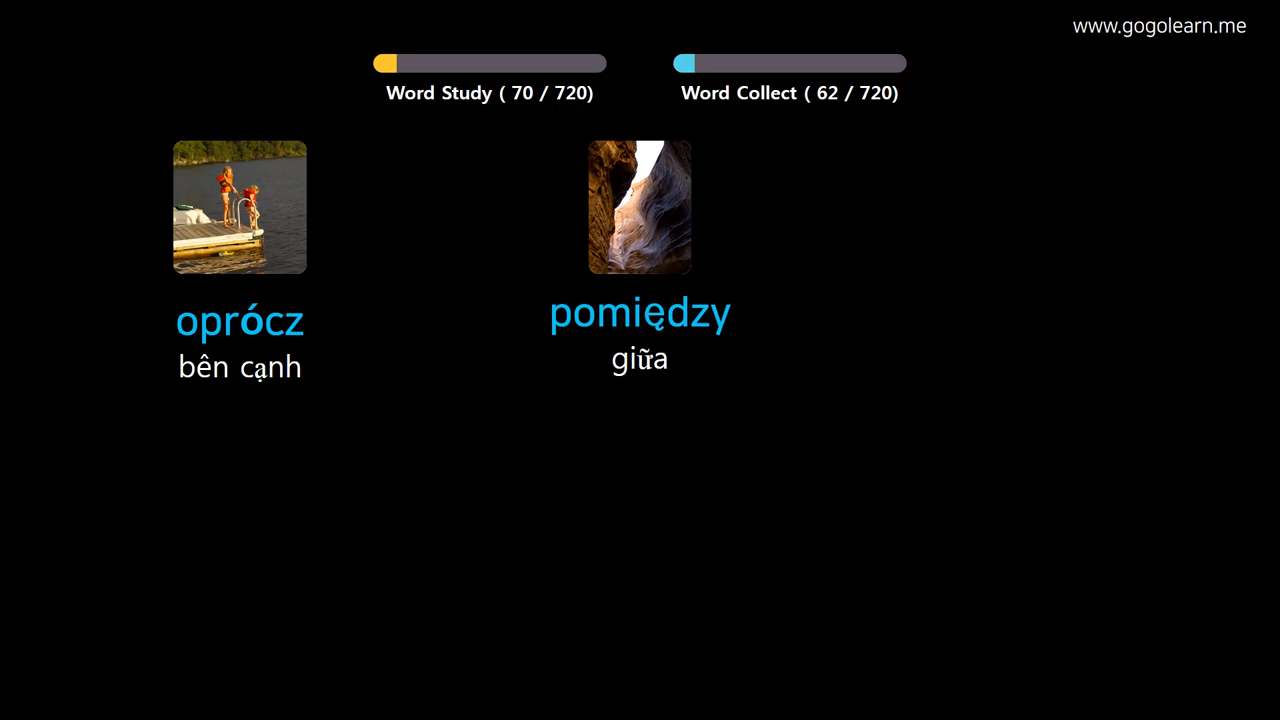 www.gogolearn.me
Word Study ( 70 / 720)
Word Collect ( 62 / 720)
oprócz
bên cạnh
pomiędzy
giữa